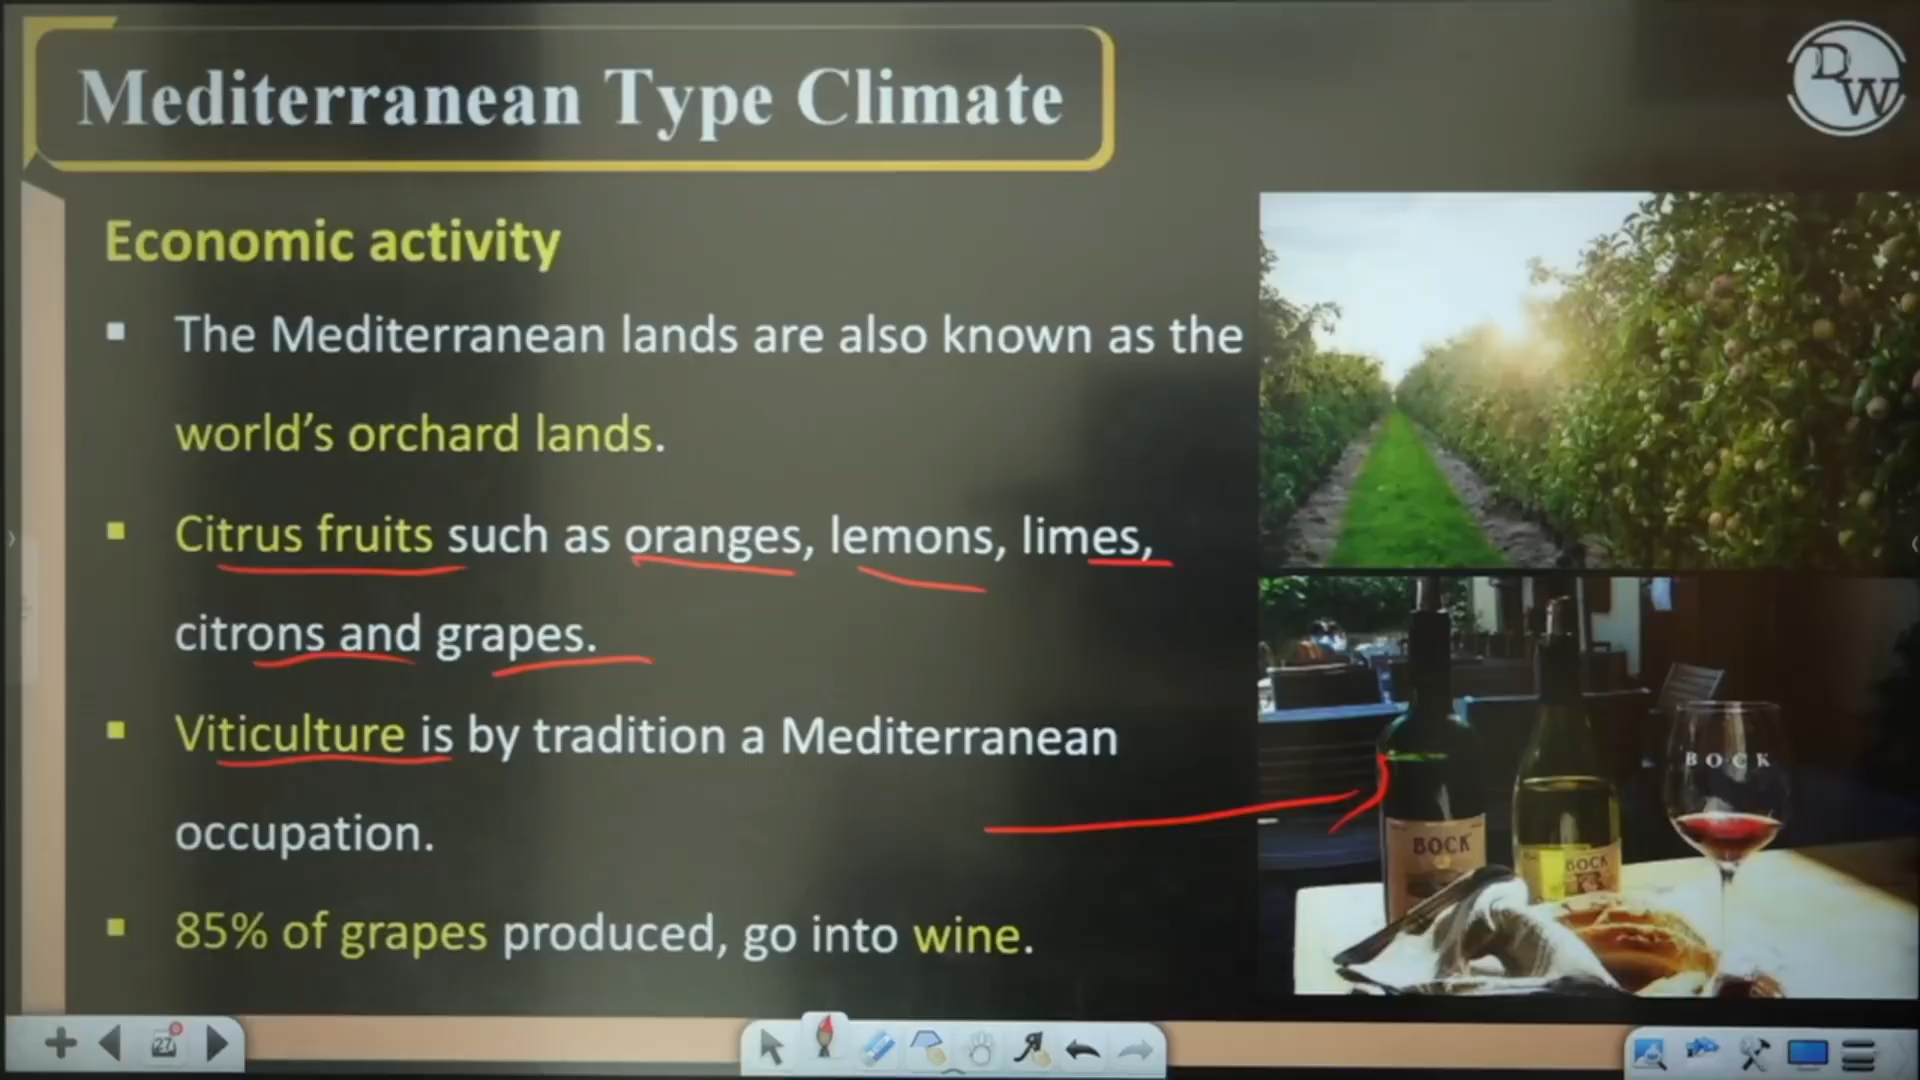 Mediterranean Type Climate
DW
Economic activity
▪ The Mediterranean lands are also known as the
world's orchard lands.
▪ Citrus fruits such as oranges, lemons, limes,
citrons and grapes.
▪ Viticulture is by tradition a Mediterranean
occupation.
▪ 85% of grapes produced, go into wine.
BOCK
BOCK
BOCK
27